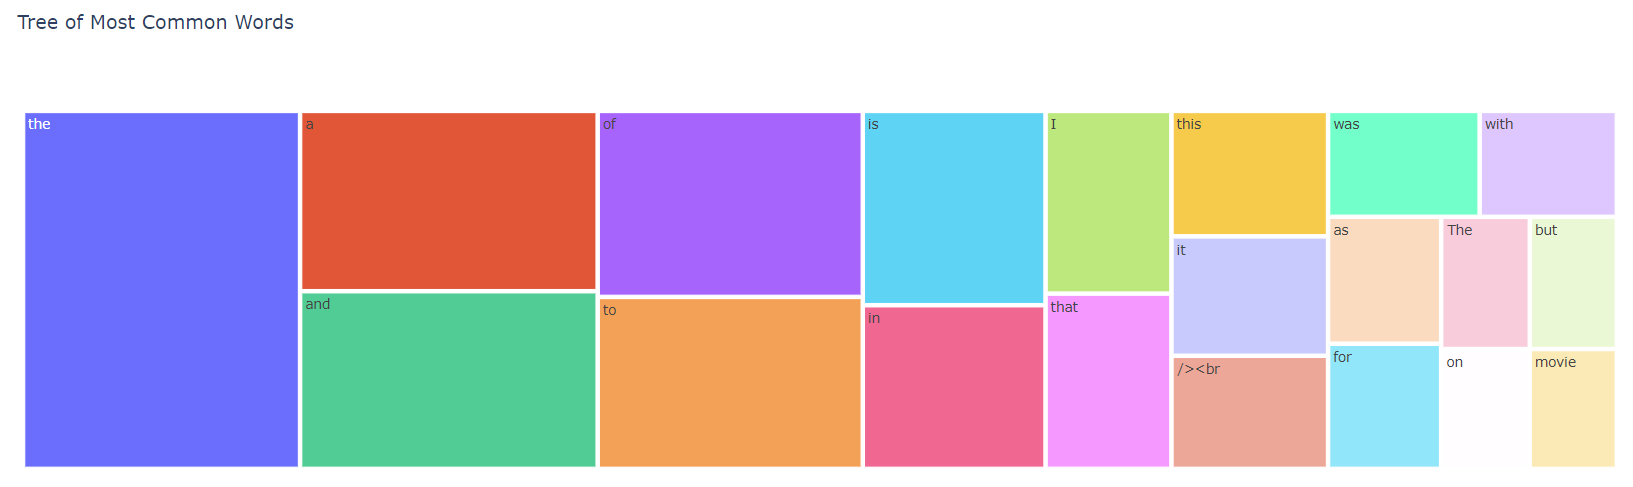 Tree of Most Common Words
the
a
of
is
I
this
was
with
as
The
but
it
and
that
to
in
for
/><br
on
movie